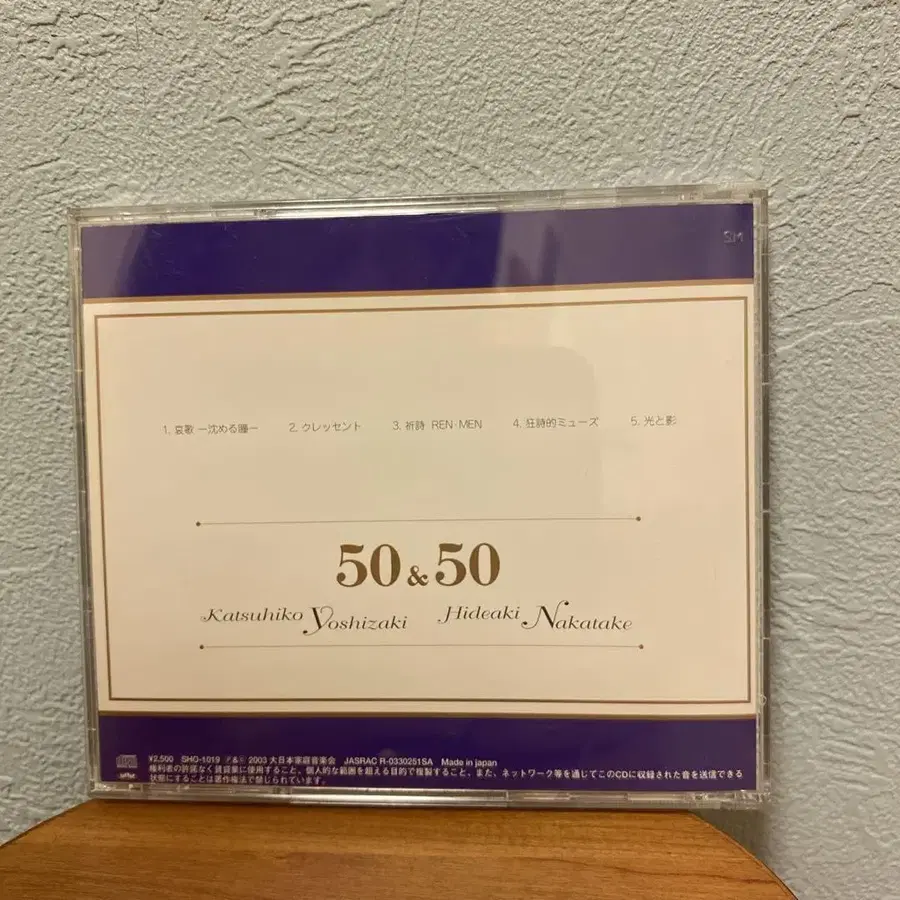 SM
1. 哀歌 ー沈める瞳ー 2. クレッセント 3. 祈詩 REN・MEN 4. 狂詩的ミューズ 5. 光と影
50 & 50
Katsuhiko Yoshizaki Hideaki Nakatake
¥2,500 SHO-1019 ℗&© 2003 大日本家庭音楽会 JASRAC R-0330251SA Made in japan
権利者の許諾なく賃貸業に使用すること、個人的な範囲を超える目的で複製すること、また、ネットワーク等を通じてこのCDに収録された音を送信できる
状態にすることは著作権法で禁じられています。